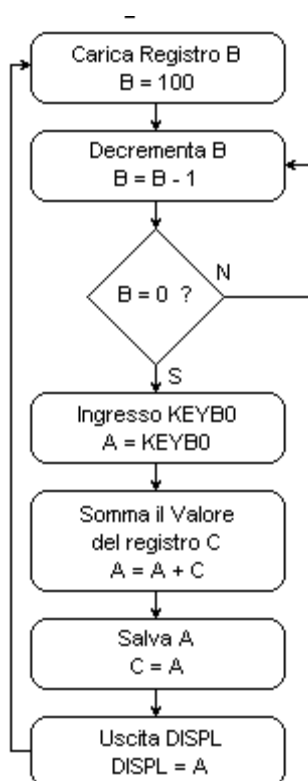 Carica Registro B
B = 100
Decrementa B
B = B - 1
B = 0 ?
N
S
Ingresso KEYB0
A = KEYB0
Somma il Valore
del registro C
A = A + C
Salva A
C = A
Uscita DISPL
DISPL = A